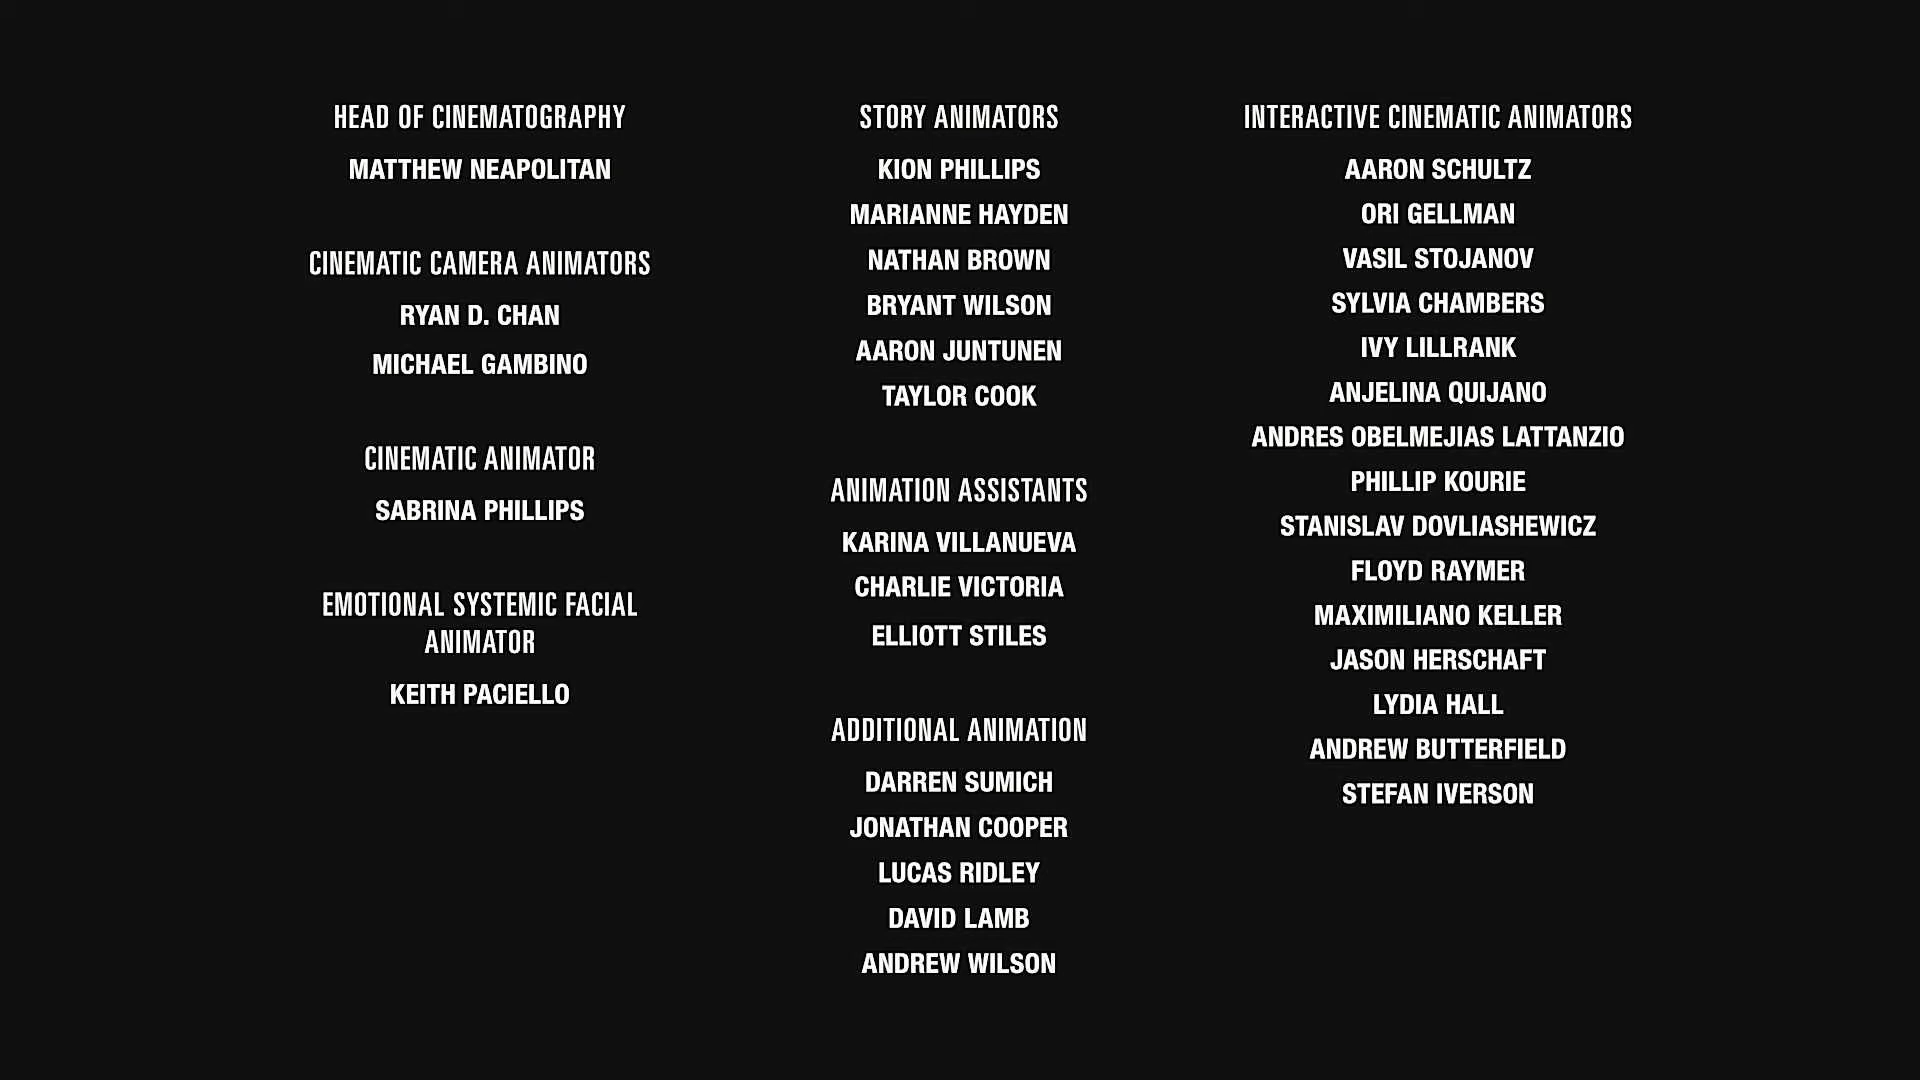 HEAD OF CINEMATOGRAPHY
MATTHEW NEAPOLITAN
CINEMATIC CAMERA ANIMATORS
RYAN D. CHAN
MICHAEL GAMBINO
CINEMATIC ANIMATOR
SABRINA PHILLIPS
EMOTIONAL SYSTEMIC FACIAL
ANIMATOR
KEITH PACIELLO
STORY ANIMATORS
KION PHILLIPS
MARIANNE HAYDEN
NATHAN BROWN
BRYANT WILSON
AARON JUNTUNEN
TAYLOR COOK
ANIMATION ASSISTANTS
KARINA VILLANUEVA
CHARLIE VICTORIA
ELLIOTT STILES
ADDITIONAL ANIMATION
DARREN SUMICH
JONATHAN COOPER
LUCAS RIDLEY
DAVID LAMB
ANDREW WILSON
INTERACTIVE CINEMATIC ANIMATORS
AARON SCHULTZ
ORI GELLMAN
VASIL STOJANOV
SYLVIA CHAMBERS
IVY LILLRANK
ANJELINA QUIJANO
ANDRES OBELMEJIAS LATTANZIO
PHILLIP KOURIE
STANISLAV DOVLIASHEWICZ
FLOYD RAYMER
MAXIMILIANO KELLER
JASON HERSCHAFT
LYDIA HALL
ANDREW BUTTERFIELD
STEFAN IVERSON